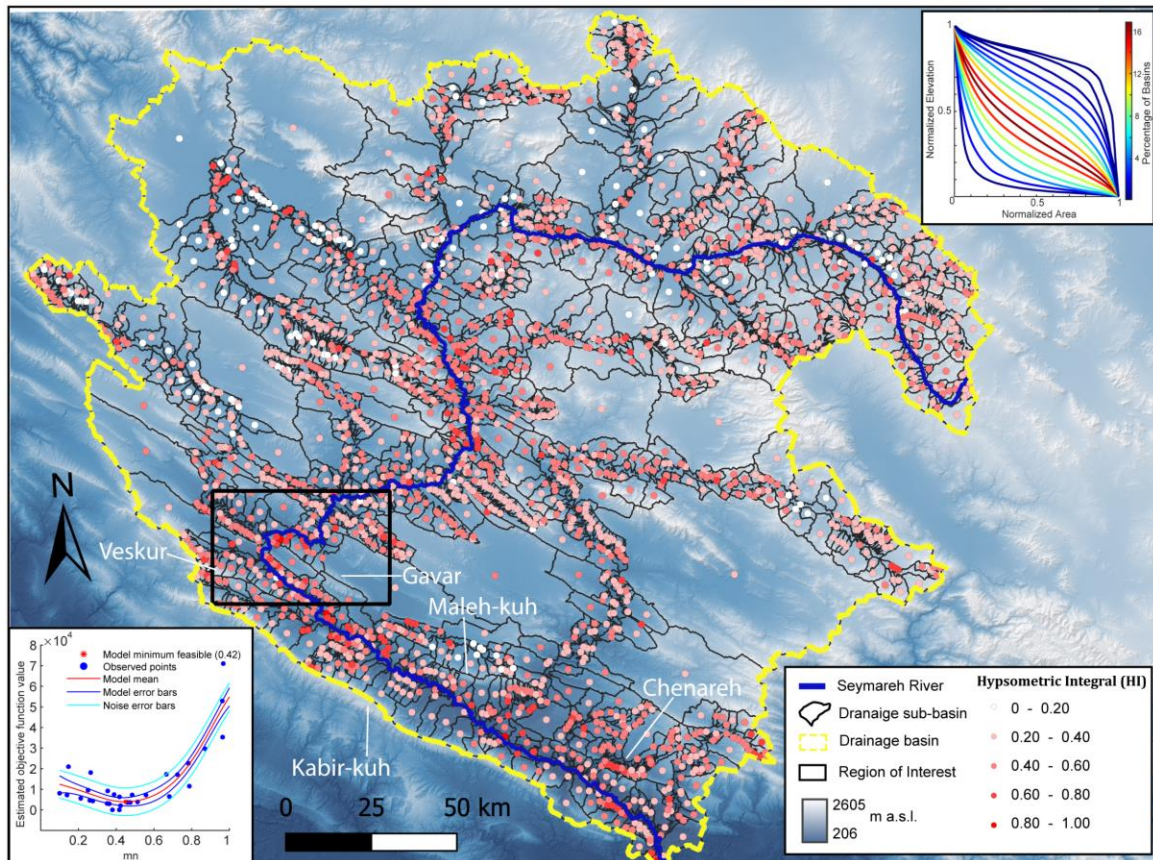 1
Normalized Elevation
0.5
0.5
1
Normalized Area
16
12
8
4
Percentage of Basins
N
Veskur
Gavar
Maleh-kuh
Chenareh
Kabir-kuh
0 25 50 km
×10⁴
8
7
6
5
4
3
2
1
0
Estimated objective function value
Model minimum feasible (0.42)
Observed points
Model mean
Model error bars
Noise error bars
0.2 0.4 0.6 0.8 1
mn
Seymareh River
Dranaige sub-basin
Drainage basin
Region of Interest
2605
m a.s.l.
206
Hypsometric Integral (HI)
0 - 0.20
0.20 - 0.40
0.40 - 0.60
0.60 - 0.80
0.80 - 1.00